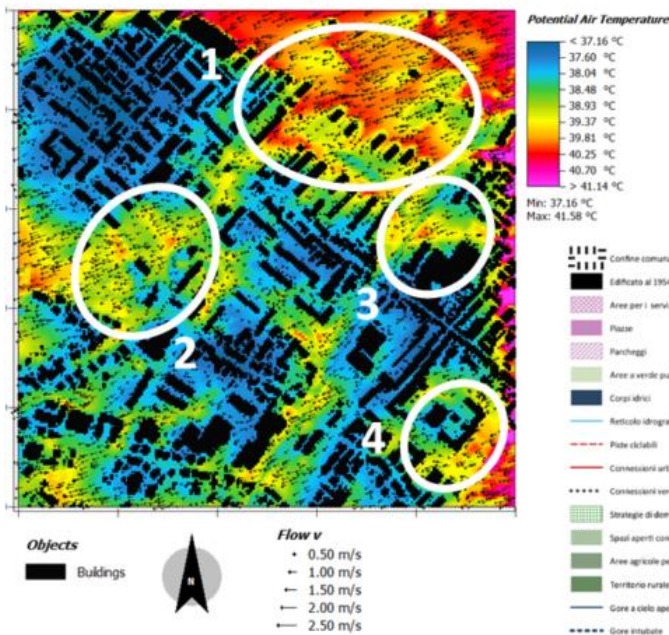 Potential Air Temperature
< 37.16 °C
37.60 °C
38.04 °C
38.48 °C
38.93 °C
39.37 °C
39.81 °C
40.25 °C
40.70 °C
> 41.14 °C
Min: 37.16 °C
Max: 41.58 °C
1
2
3
4
Objects
Buildings
N
Flow v
0.50 m/s
1.00 m/s
1.50 m/s
2.00 m/s
2.50 m/s
Confine comuna
Edificato al 1954
Aree per i servi
Piazze
Parcheggi
Aree a verde pu
Corpi idrici
Reticolo idrogra
Piste ciclabili
Connessioni arb
Connessioni ver
Strategie di dom
Spazi aperti con
Aree agricole pe
Territorio rurale
Gore a cielo ape
Gore intubate